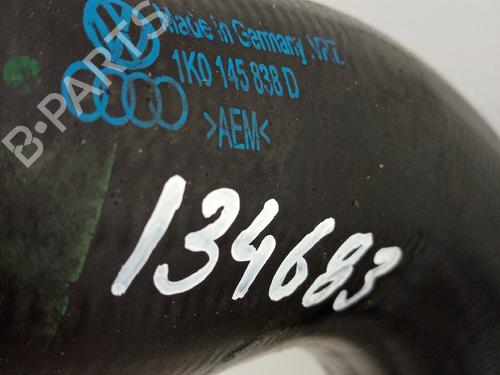 Made in Germany
1K0 145 838 D
>AEM<
B-PARTS
134683